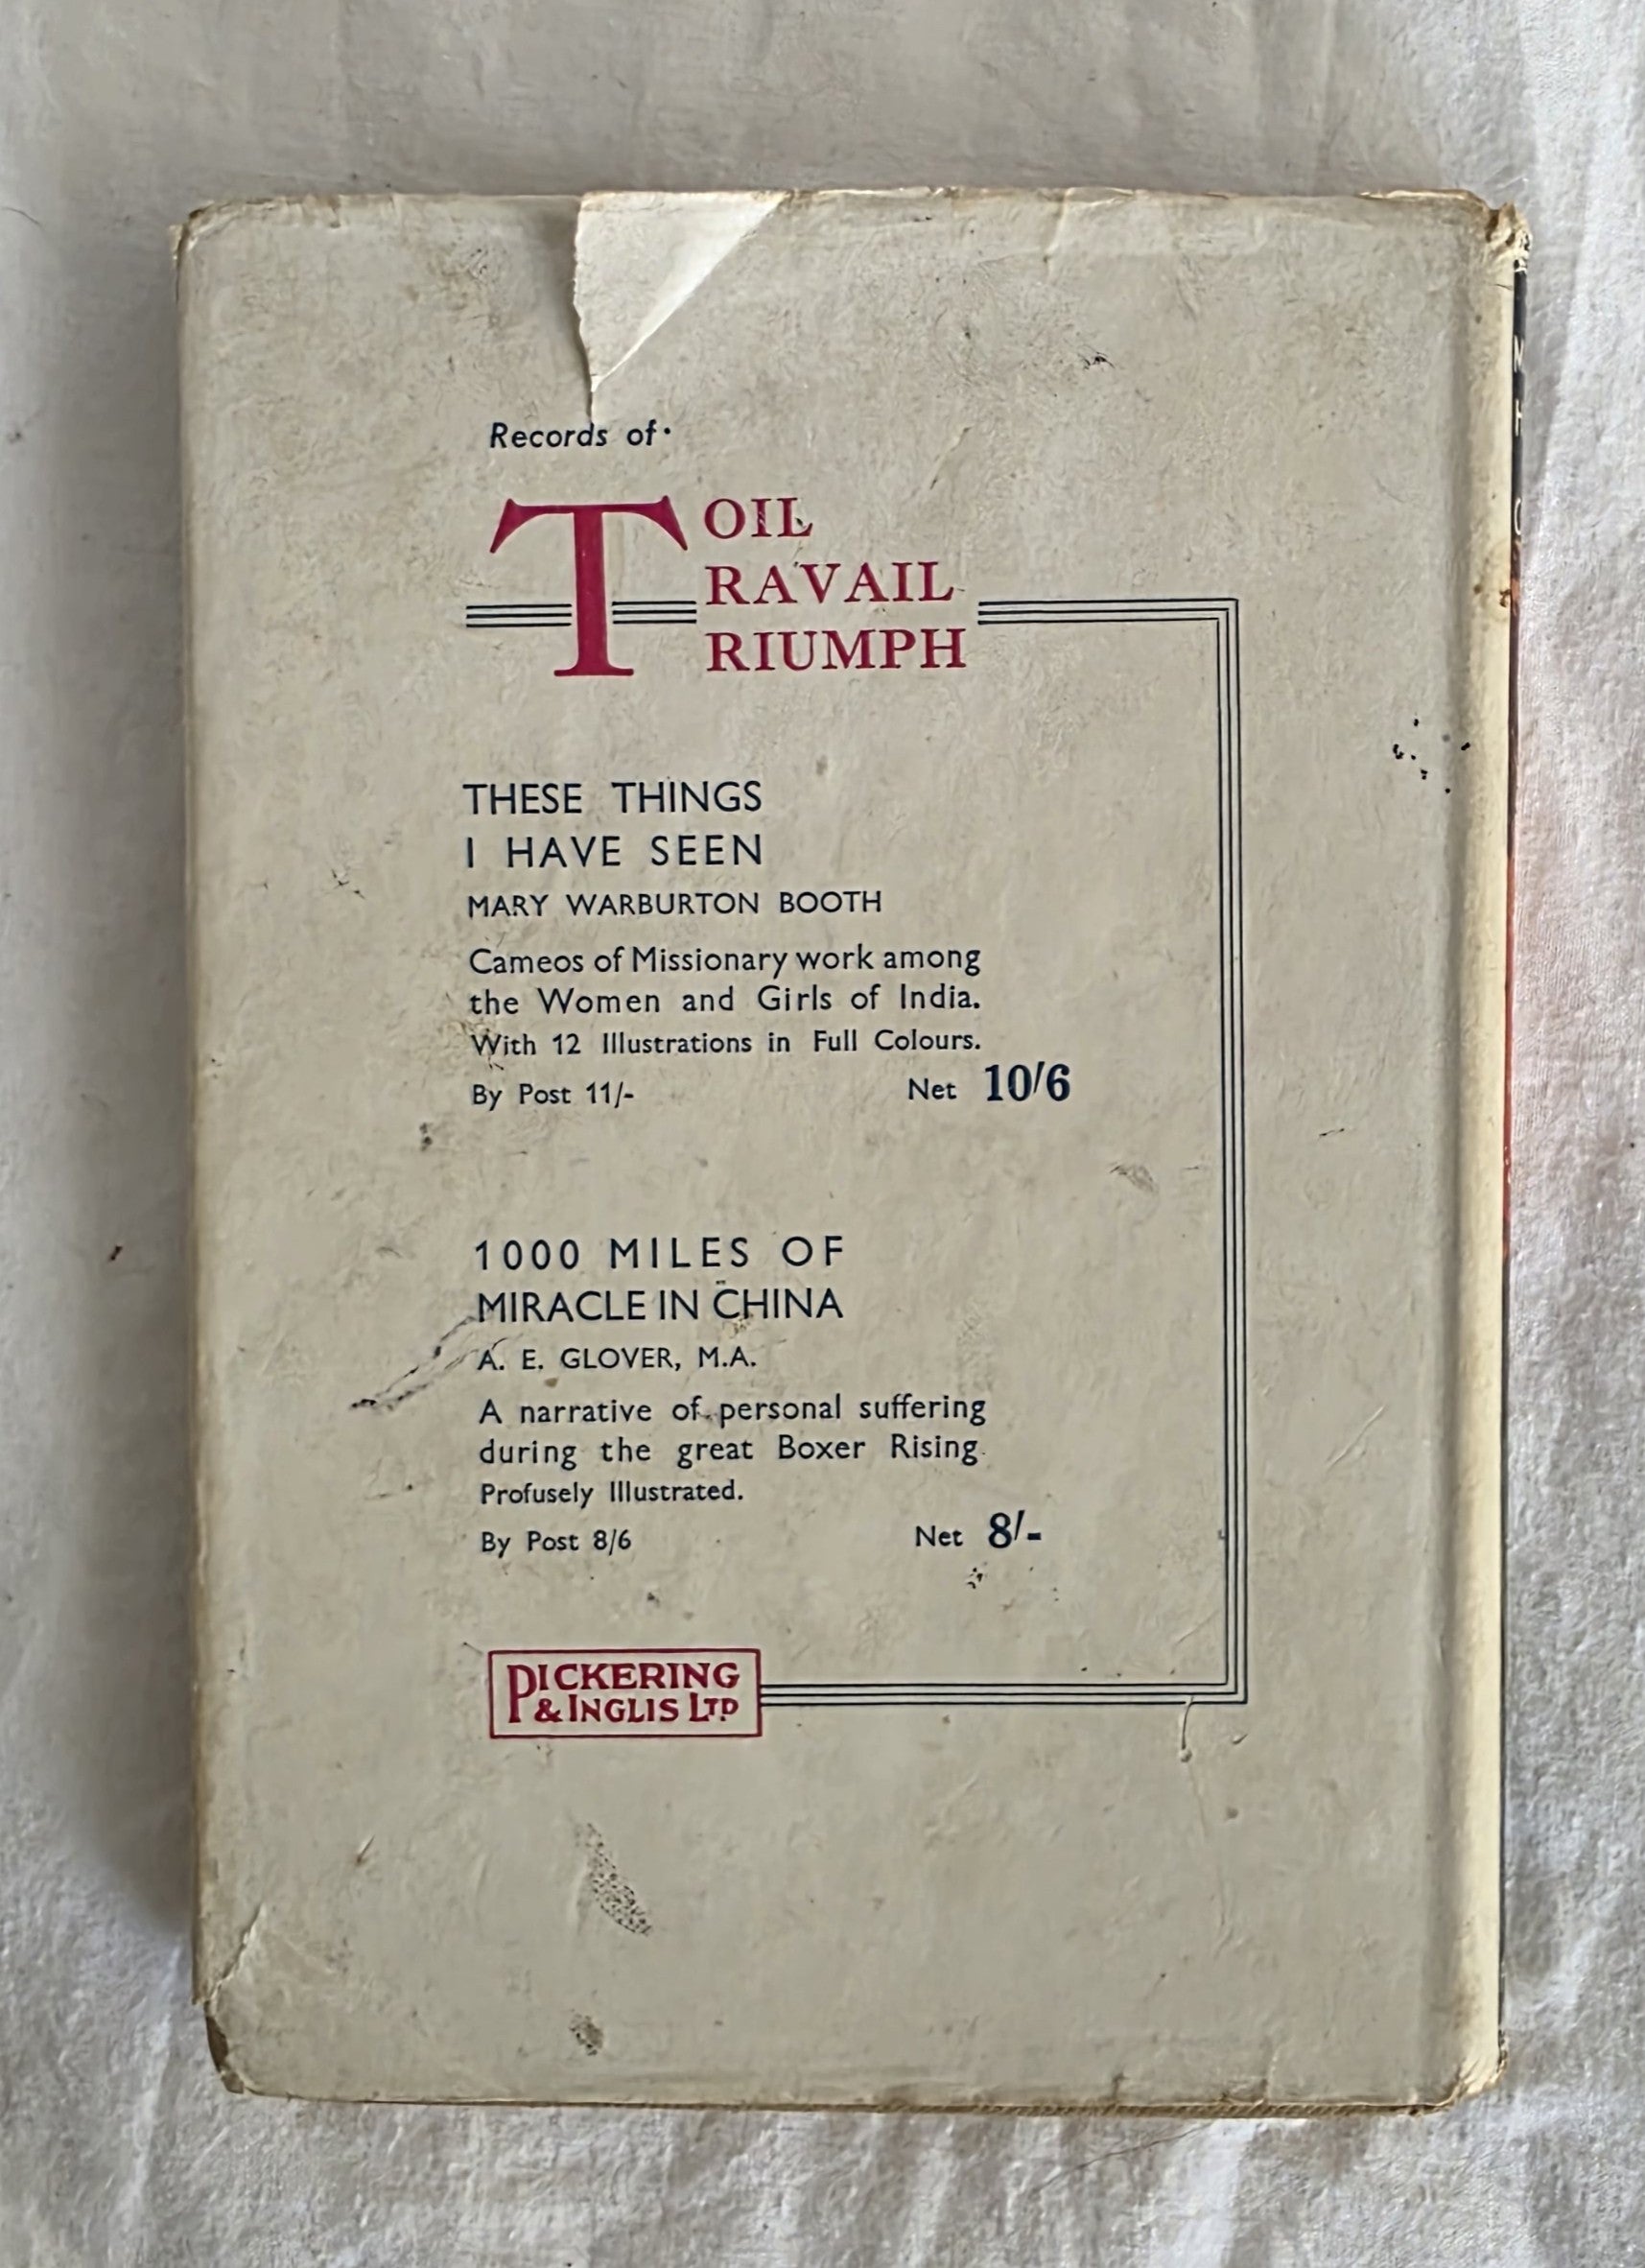 Records of
TOIL
TRAVAIL
TRIUMPH
THESE THINGS
I HAVE SEEN
MARY WARBURTON BOOTH
Cameos of Missionary work among
the Women and Girls of India.
With 12 Illustrations in Full Colours.
By Post 11/- Net 10/6
1000 MILES OF
MIRACLE IN CHINA
A. E. GLOVER, M.A.
A narrative of personal suffering
during the great Boxer Rising.
Profusely Illustrated.
By Post 8/6 Net 8/-
PICKERING
& INGLIS LTD